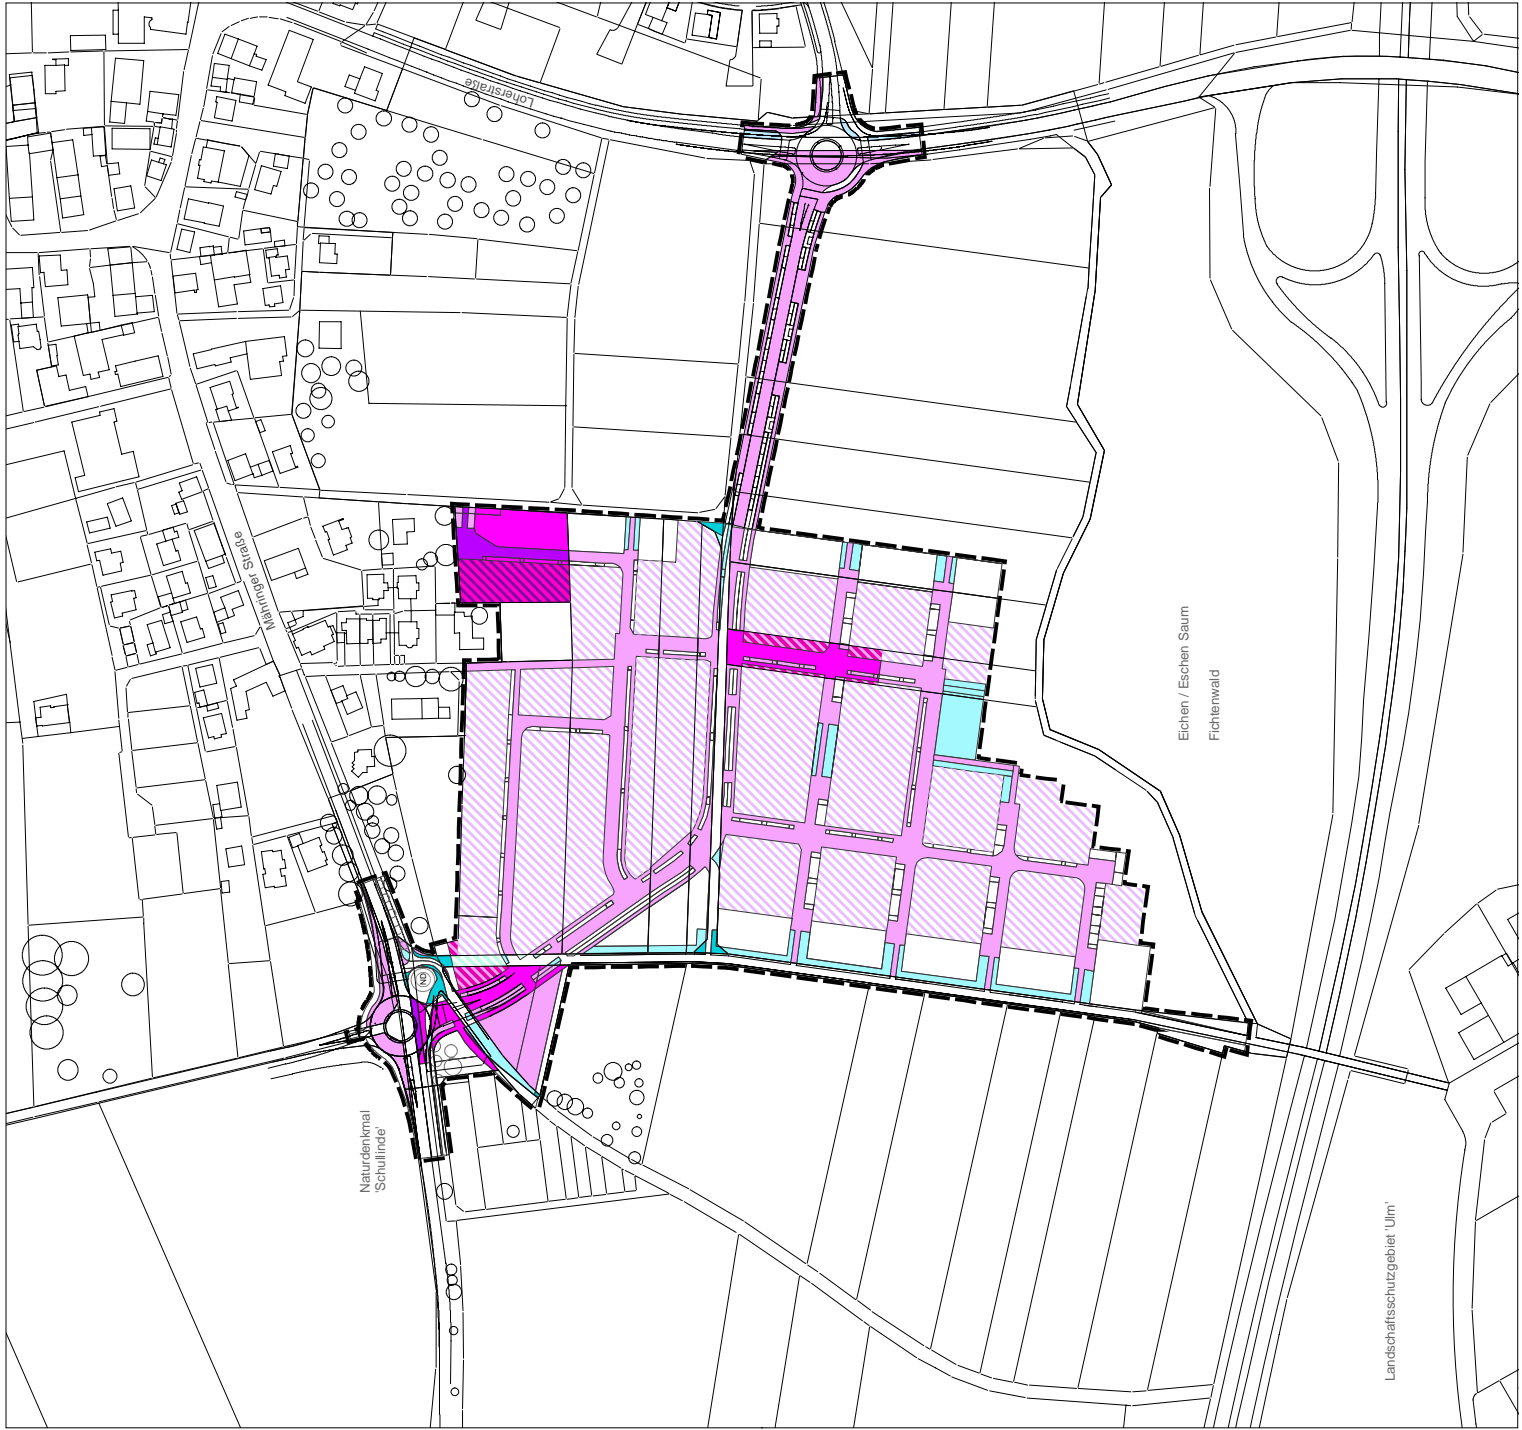 Loherstraße
Mähringer Straße
Eichen / Eschen Saum
Fichtenwald
ND
Naturdenkmal
'Schullinde'
Landschaftsschutzgebiet 'Ulm'